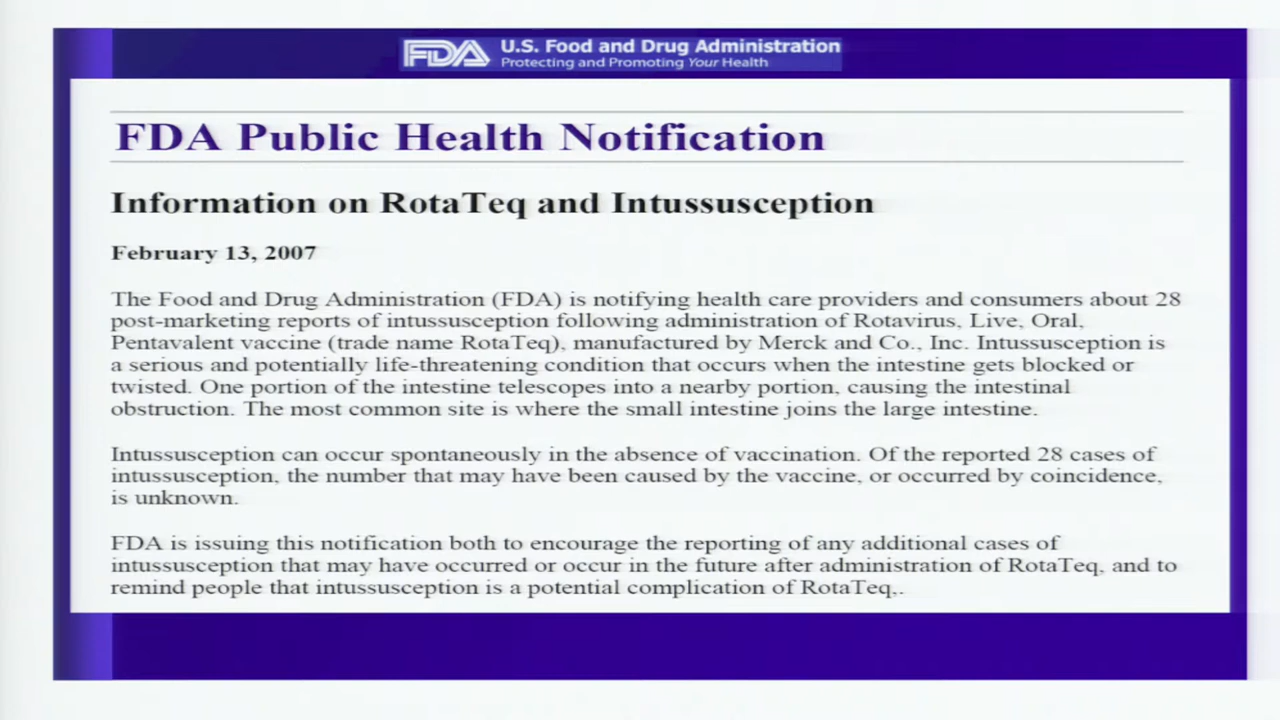 FDA U.S. Food and Drug Administration
Protecting and Promoting Your Health
FDA Public Health Notification
Information on RotaTeq and Intussusception
February 13, 2007
The Food and Drug Administration (FDA) is notifying health care providers and consumers about 28
post-marketing reports of intussusception following administration of Rotavirus, Live, Oral,
Pentavalent vaccine (trade name RotaTeq), manufactured by Merck and Co., Inc. Intussusception is
a serious and potentially life-threatening condition that occurs when the intestine gets blocked or
twisted. One portion of the intestine telescopes into a nearby portion, causing the intestinal
obstruction. The most common site is where the small intestine joins the large intestine.
Intussusception can occur spontaneously in the absence of vaccination. Of the reported 28 cases of
intussusception, the number that may have been caused by the vaccine, or occurred by coincidence,
is unknown.
FDA is issuing this notification both to encourage the reporting of any additional cases of
intussusception that may have occurred or occur in the future after administration of RotaTeq, and to
remind people that intussusception is a potential complication of RotaTeq,.